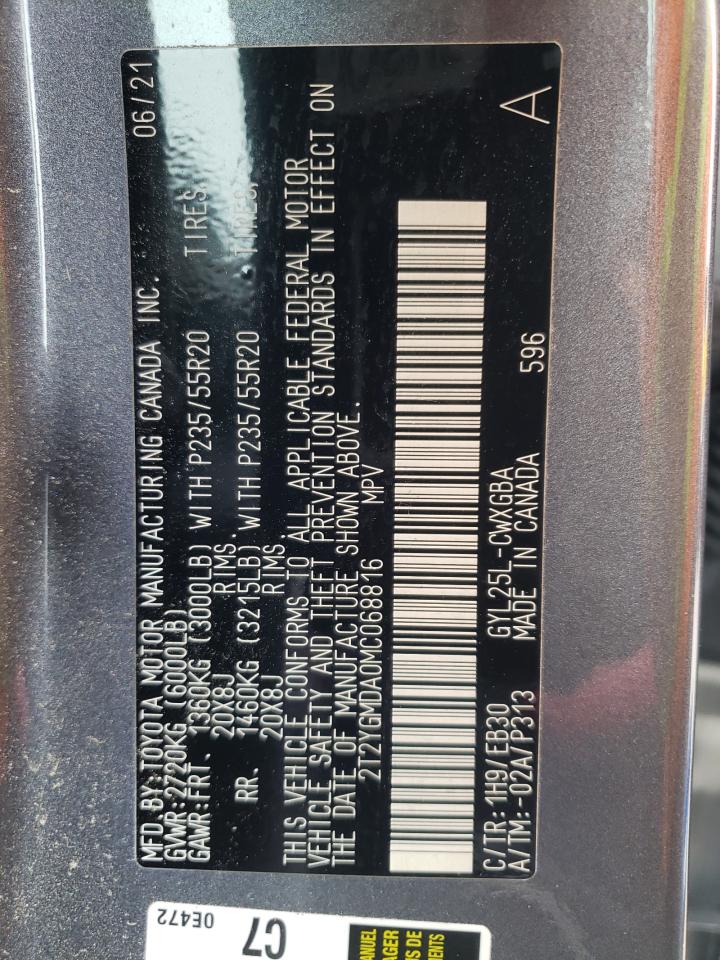 MFD.BY:TOYOTA MOTOR MANUFACTURING CANADA INC. 06/21
GVWR:2720KG (6000LB)
GAWR:FRT. 1360KG (3000LB) WITH P235/55R20 TIRES,
20X8J RIMS.
RR. 1460KG (3215LB) WITH P235/55R20 TIRES,
20X8J RIMS.
THIS VEHICLE CONFORMS TO ALL APPLICABLE FEDERAL MOTOR
VEHICLE SAFETY AND THEFT PREVENTION STANDARDS IN EFFECT ON
THE DATE OF MANUFACTURE SHOWN ABOVE.
2T2YGMDA0MC068816 MPV
C/TR:1H9/EB30 GYL25L-CWXGBA A
A/TM:-02A/P313 MADE IN CANADA 596
0E472
C7
MANUEL